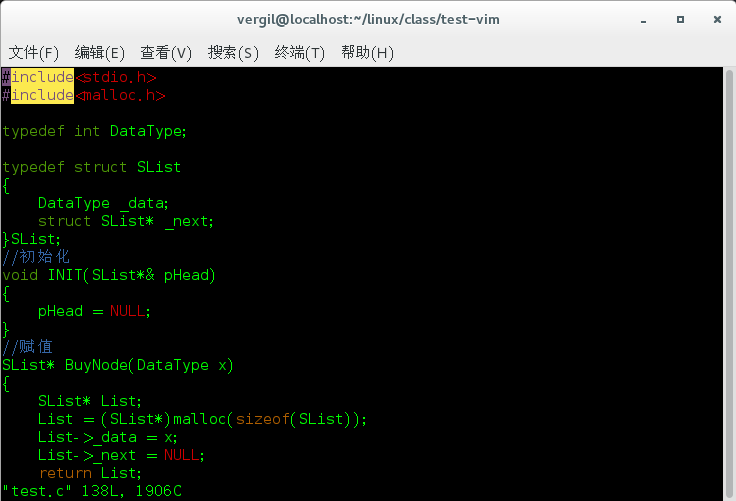 vergil@localhost:~/linux/class/test-vim
文件(F) 编辑(E) 查看(V) 搜索(S) 终端(T) 帮助(H)
#include<stdio.h>
#include<malloc.h>
typedef int DataType;
typedef struct SList
{
    DataType _data;
    struct SList* _next;
}SList;
//初始化
void INIT(SList*& pHead)
{
    pHead = NULL;
}
//赋值
SList* BuyNode(DataType x)
{
    SList* List;
    List = (SList*)malloc(sizeof(SList));
    List->_data = x;
    List->_next = NULL;
    return List;
"test.c" 138L, 1906C